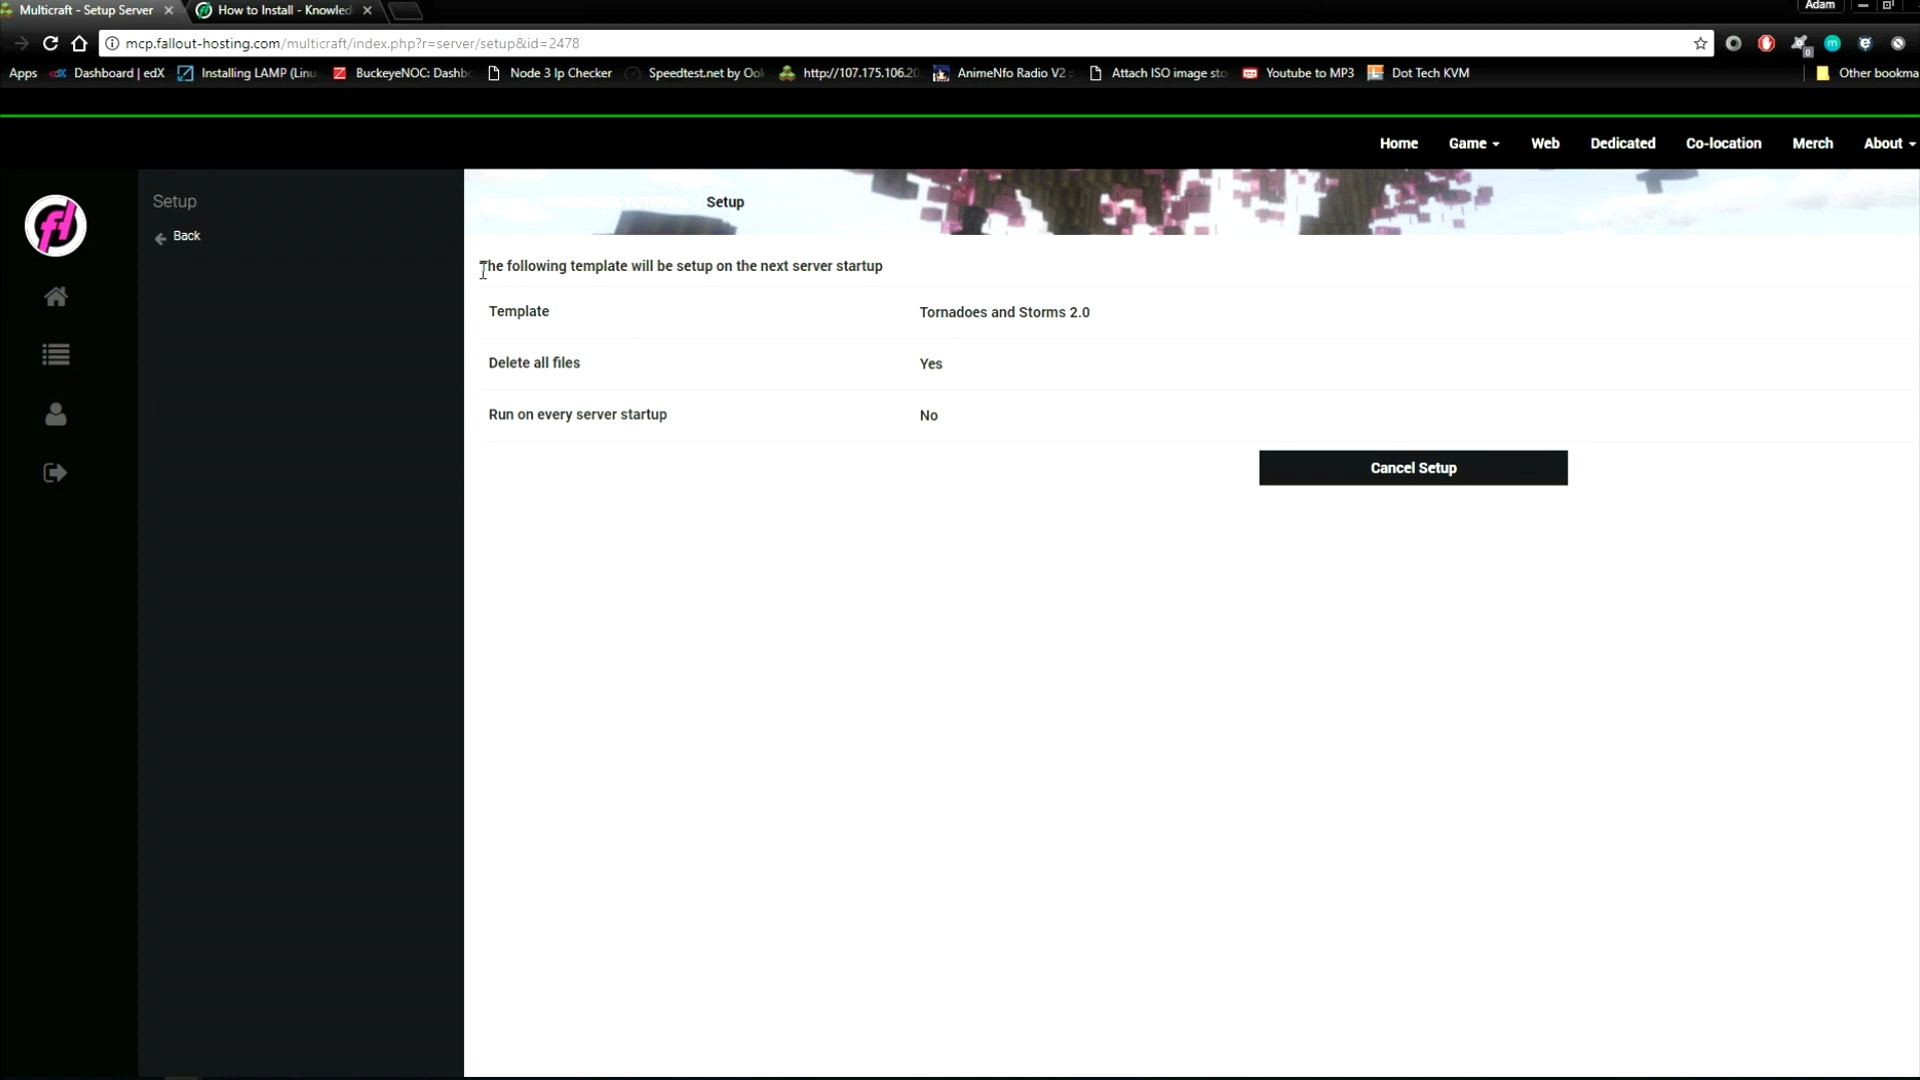 Multicraft - Setup Server
How to Install - Knowled
Adam
mcp.fallout-hosting.com/multicraft/index.php?r=server/setup&id=2478
0
Apps
edX
Dashboard | edX
Installing LAMP (Linu
BuckeyeNOC: Dashb
Node 3 Ip Checker
Speedtest.net by Ook
http://107.175.106.20
AnimeNfo Radio V2 :
Attach ISO image sto
Youtube to MP3
Dot Tech KVM
Other bookma
Home
Game
Web
Dedicated
Co-location
Merch
About
Setup
Back
TUTORIAL / Setup
The following template will be setup on the next server startup
Template
Tornadoes and Storms 2.0
Delete all files
Yes
Run on every server startup
No
Cancel Setup